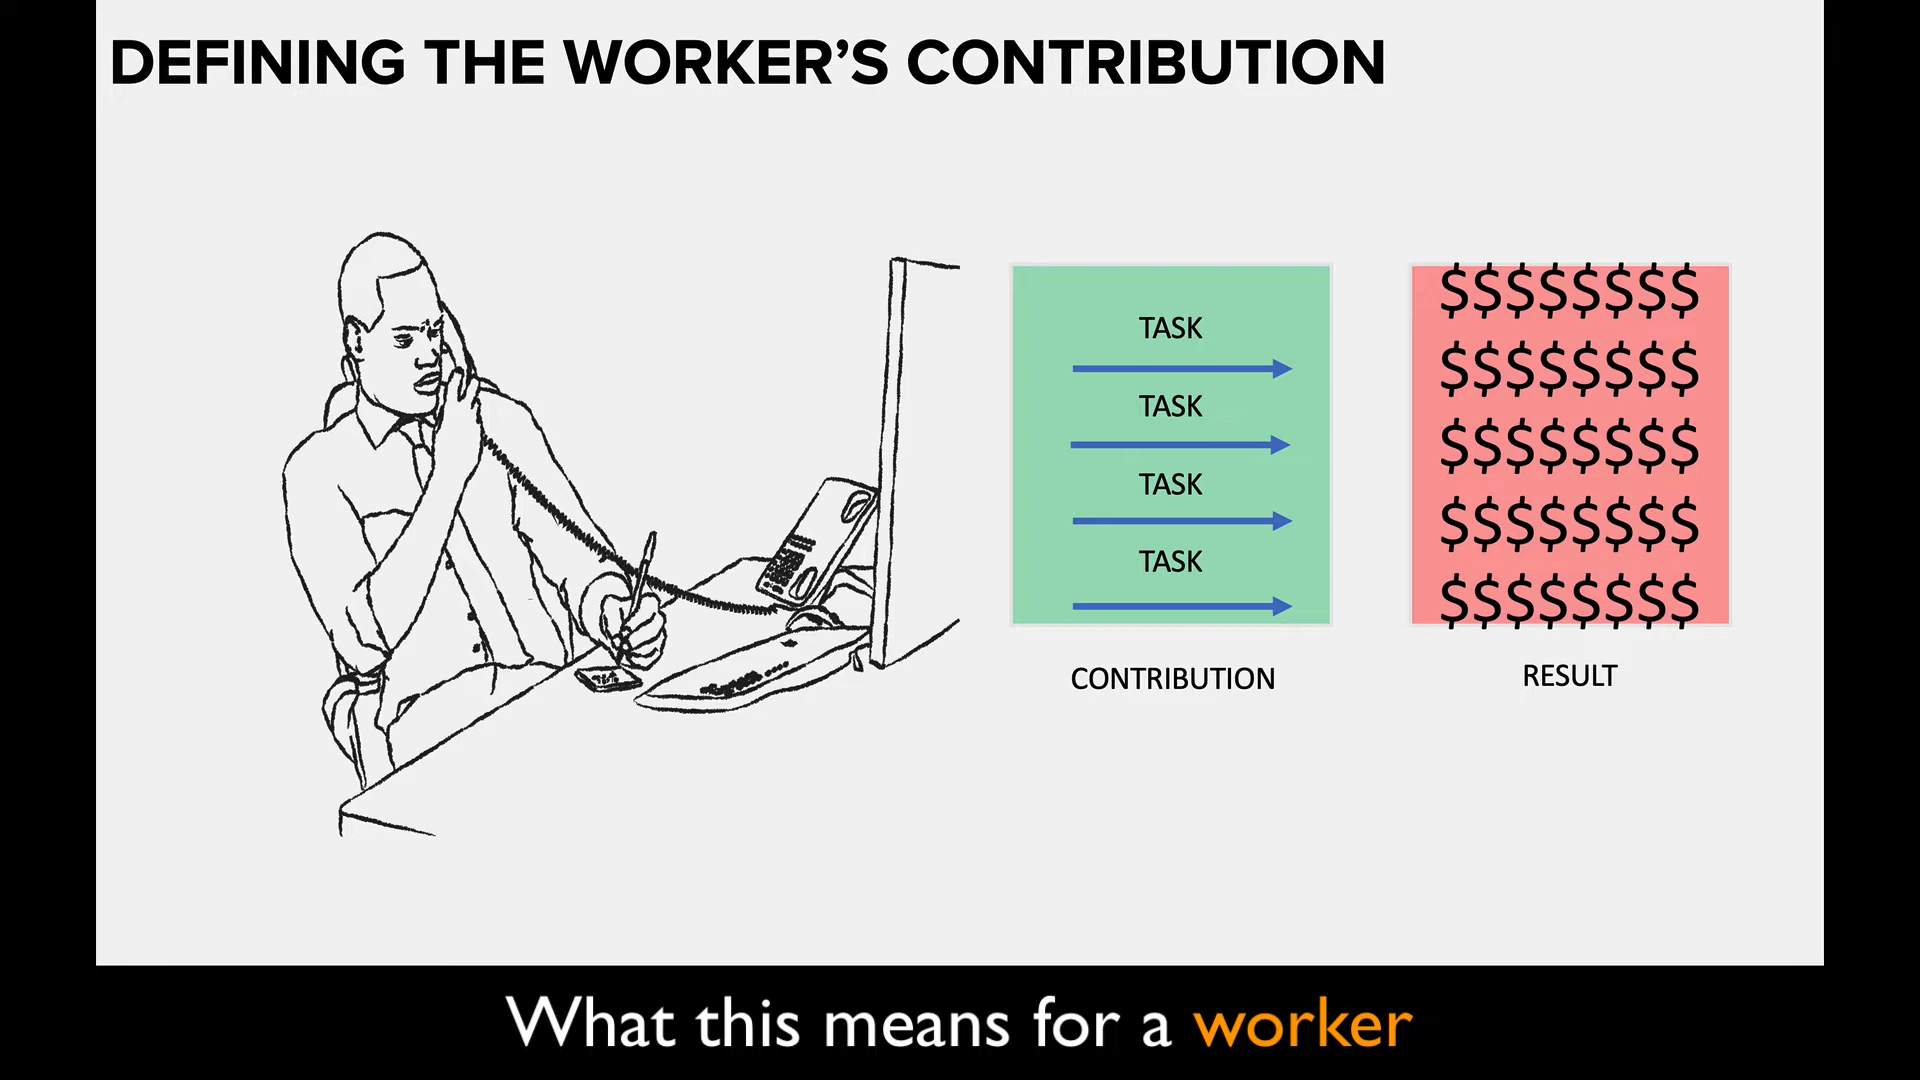 DEFINING THE WORKER’S CONTRIBUTION
TASK
TASK
TASK
TASK
CONTRIBUTION
$$$$$$$$
$$$$$$$$
$$$$$$$$
$$$$$$$$
$$$$$$$$
RESULT
What this means for a worker